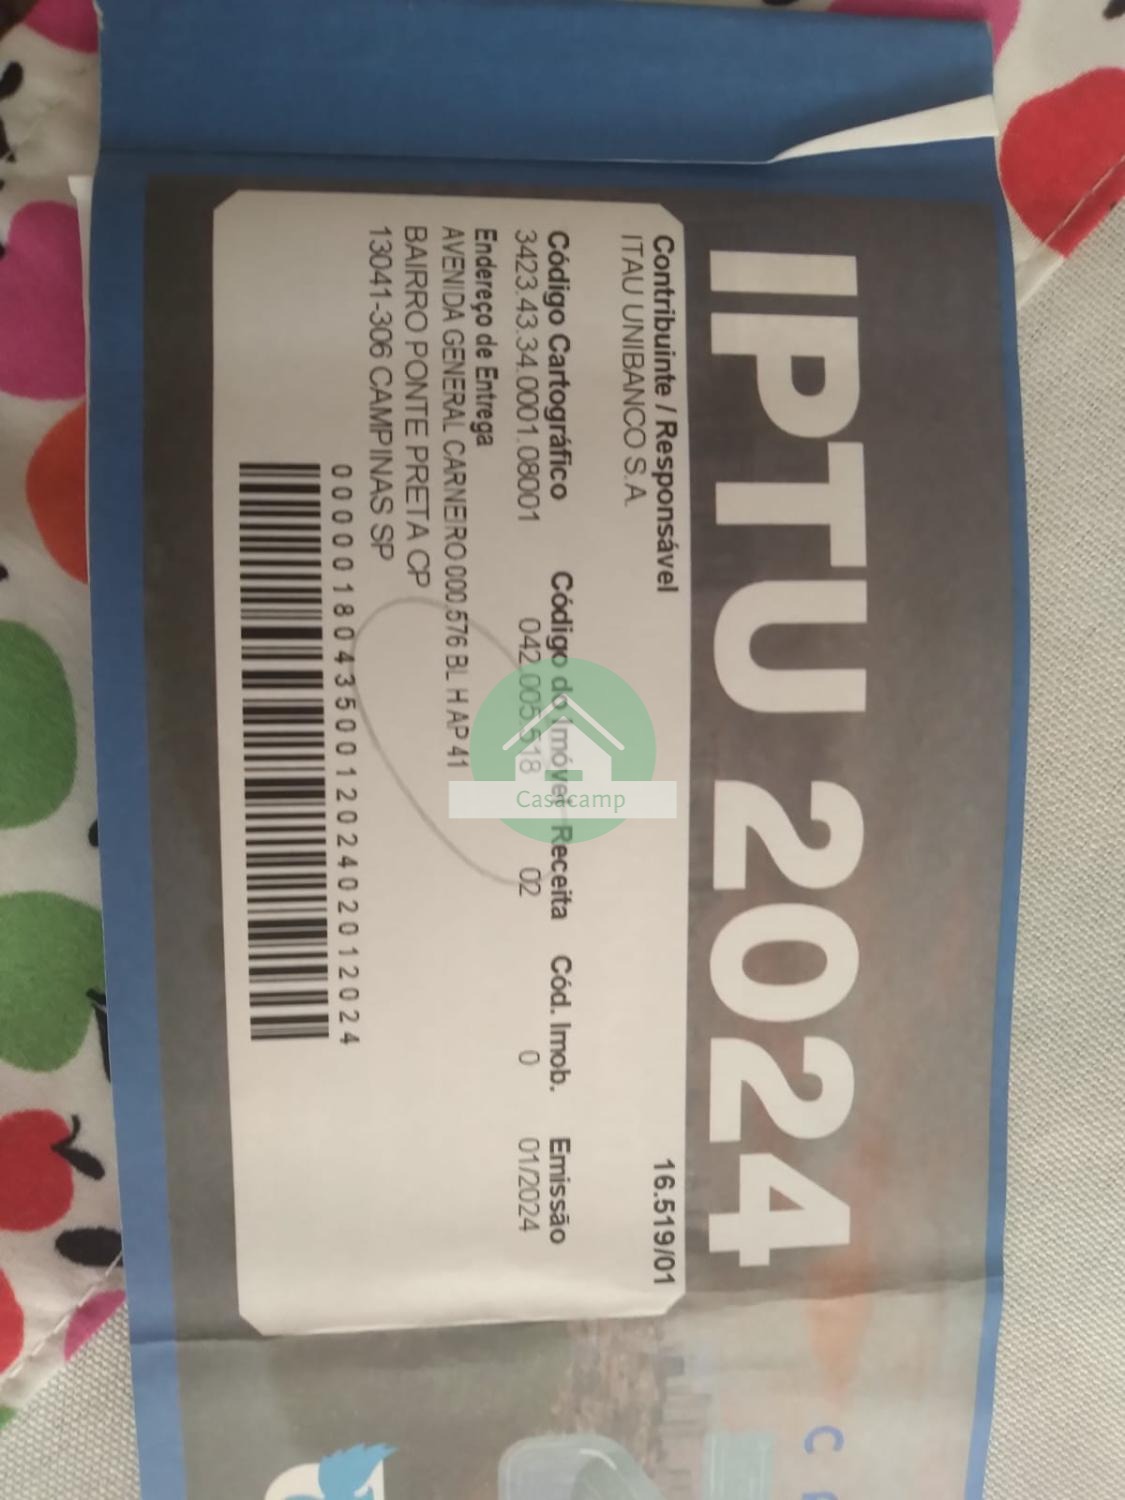 IPTU 2024
Contribuinte / Responsável 16.519/01
ITAU UNIBANCO S.A.
Código Cartográfico Código do Imóvel Receita Cód. Imob. Emissão
3423.43.34.0001.08001 042.005.518 02 0 01/2024
Endereço de Entrega
AVENIDA GENERAL CARNEIRO 000,576 BL H AP 41
BAIRRO PONTE PRETA CP
13041-306 CAMPINAS SP
00000180435001202402012024
Casacamp